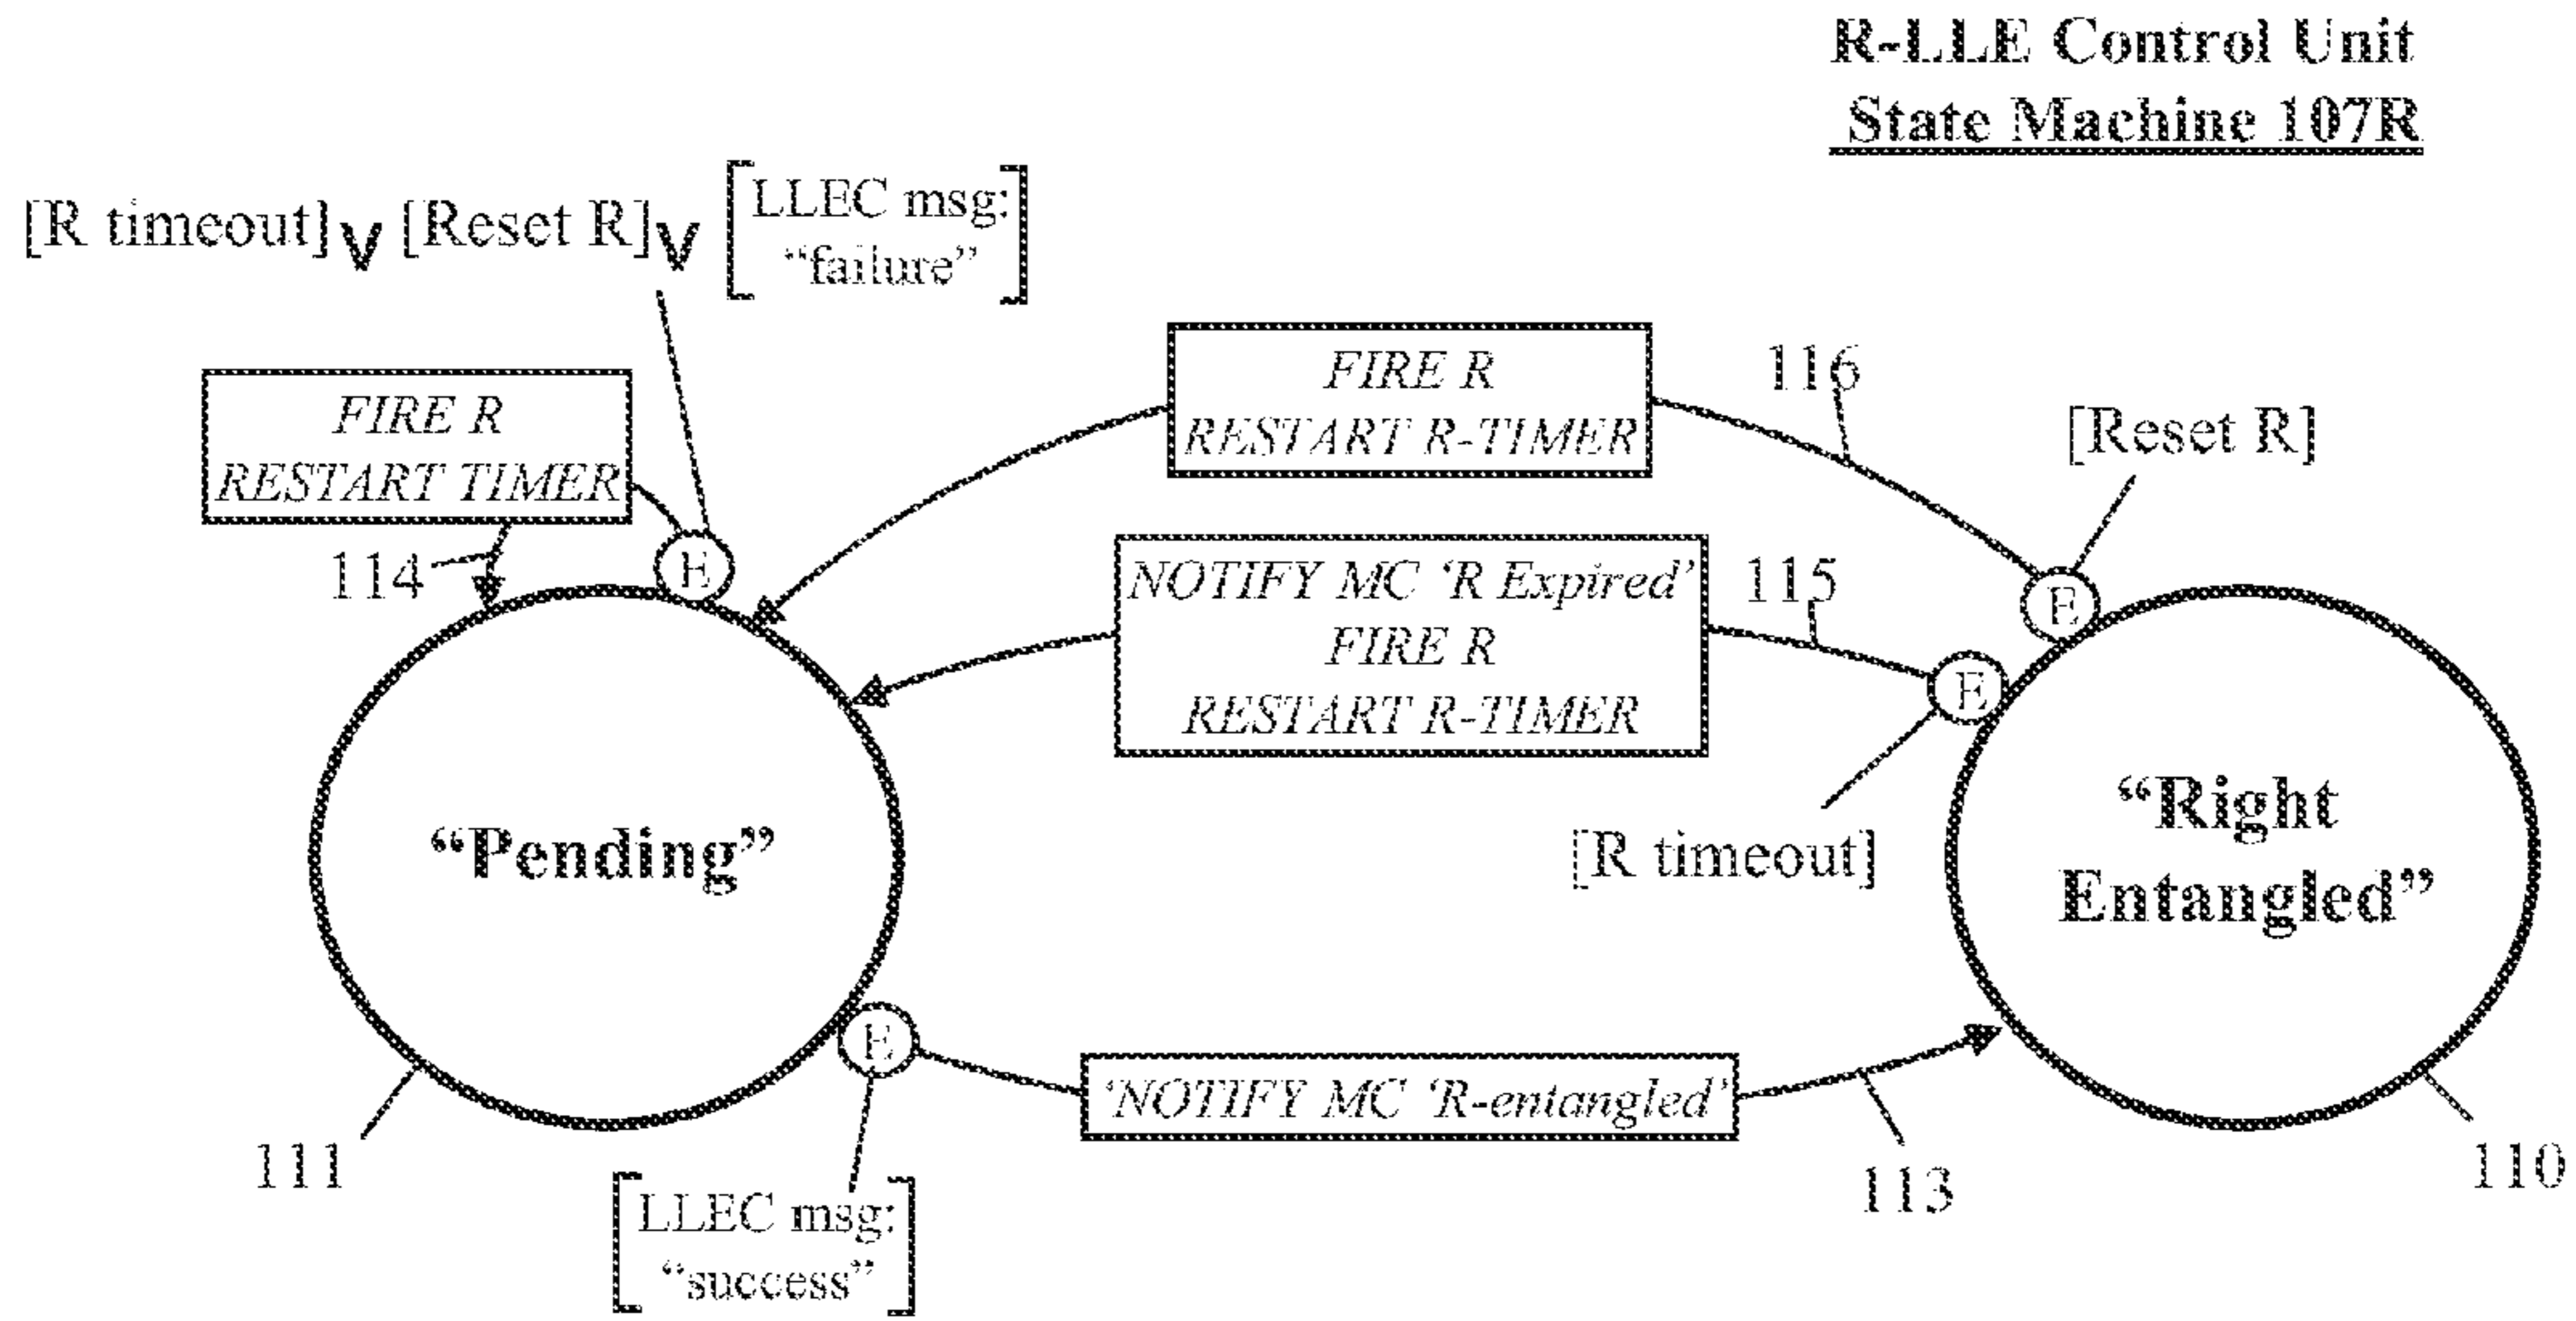 R-LLE Control Unit
State Machine 107R
[R timeout] v [Reset R] v [LLEC msg:
“failure”]
FIRE R
RESTART TIMER
114
E
FIRE R
RESTART R-TIMER
116
[Reset R]
E
NOTIFY MC ‘R Expired’
FIRE R
RESTART R-TIMER
115
E
[R timeout]
“Pending”
“Right
Entangled”
E
‘NOTIFY MC ‘R-entangled’
111
113
110
[LLEC msg:
“success”]